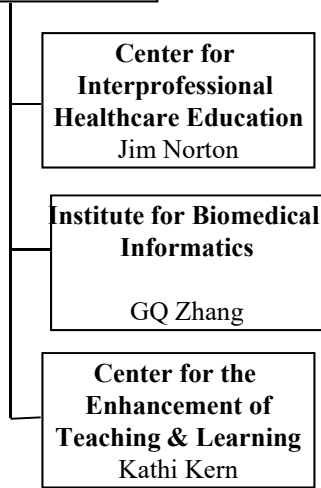 Center for
Interprofessional
Healthcare Education
Jim Norton
Institute for Biomedical
Informatics
GQ Zhang
Center for the
Enhancement of
Teaching & Learning
Kathi Kern